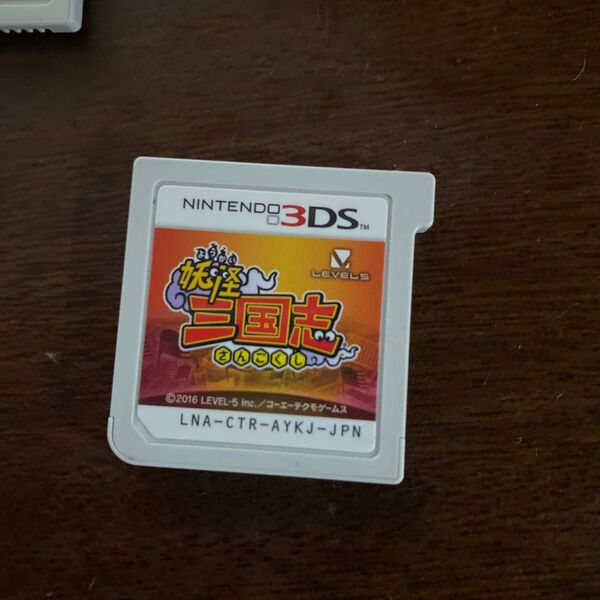 NINTENDO 3DS™
LEVEL5
ようかい
妖怪
三国志
さんごくし
©2016 LEVEL-5 Inc./コーエーテクモゲームス
LNA-CTR-AYKJ-JPN